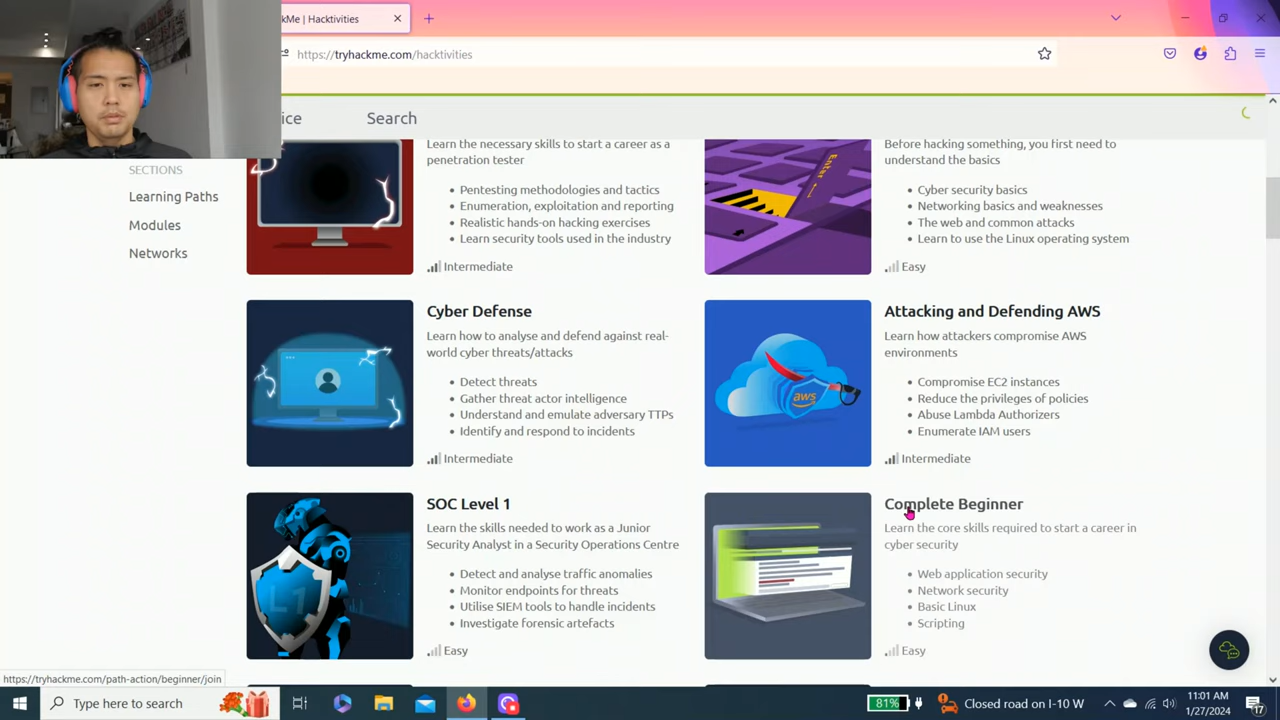 kMe | Hacktivities
https://tryhackme.com/hacktivities
ice
Search
SECTIONS
Learning Paths
Modules
Networks
Learn the necessary skills to start a career as a
penetration tester
Pentesting methodologies and tactics
Enumeration, exploitation and reporting
Realistic hands-on hacking exercises
Learn security tools used in the industry
Intermediate
Enter
Before hacking something, you first need to
understand the basics
Cyber security basics
Networking basics and weaknesses
The web and common attacks
Learn to use the Linux operating system
Easy
Cyber Defense
Learn how to analyse and defend against real-
world cyber threats/attacks
Detect threats
Gather threat actor intelligence
Understand and emulate adversary TTPs
Identify and respond to incidents
Intermediate
aws
Attacking and Defending AWS
Learn how attackers compromise AWS
environments
Compromise EC2 instances
Reduce the privileges of policies
Abuse Lambda Authorizers
Enumerate IAM users
Intermediate
L1
SOC Level 1
Learn the skills needed to work as a Junior
Security Analyst in a Security Operations Centre
Detect and analyse traffic anomalies
Monitor endpoints for threats
Utilise SIEM tools to handle incidents
Investigate forensic artefacts
Easy
Complete Beginner
Learn the core skills required to start a career in
cyber security
Web application security
Network security
Basic Linux
Scripting
Easy
https://tryhackme.com/path-action/beginner/join
Type here to search
81%
Closed road on I-10 W
11:01 AM
1/27/2024
17